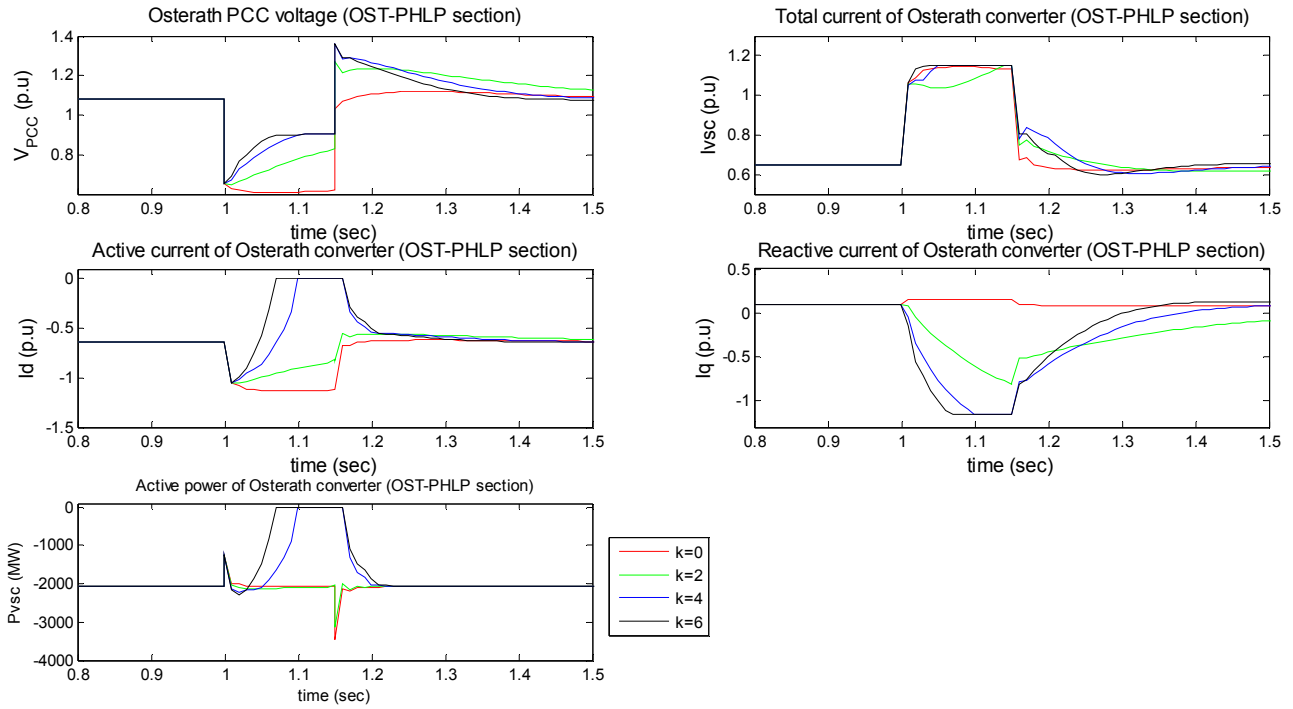 Osterath PCC voltage (OST-PHLP section)
1.4
1.2
1
0.8
VPCC (p.u)
0.8 0.9 1 1.1 1.2 1.3 1.4 1.5
time (sec)
Total current of Osterath converter (OST-PHLP section)
1.2
1
0.8
0.6
Ivsc (p.u)
0.8 0.9 1 1.1 1.2 1.3 1.4 1.5
time (sec)
Active current of Osterath converter (OST-PHLP section)
0
-0.5
-1
-1.5
Id (p.u)
0.8 0.9 1 1.1 1.2 1.3 1.4 1.5
time (sec)
Reactive current of Osterath converter (OST-PHLP section)
0.5
0
-0.5
-1
Iq (p.u)
0.8 0.9 1 1.1 1.2 1.3 1.4 1.5
time (sec)
Active power of Osterath converter (OST-PHLP section)
0
-1000
-2000
-3000
-4000
Pvsc (MW)
0.8 0.9 1 1.1 1.2 1.3 1.4 1.5
time (sec)
k=0
k=2
k=4
k=6